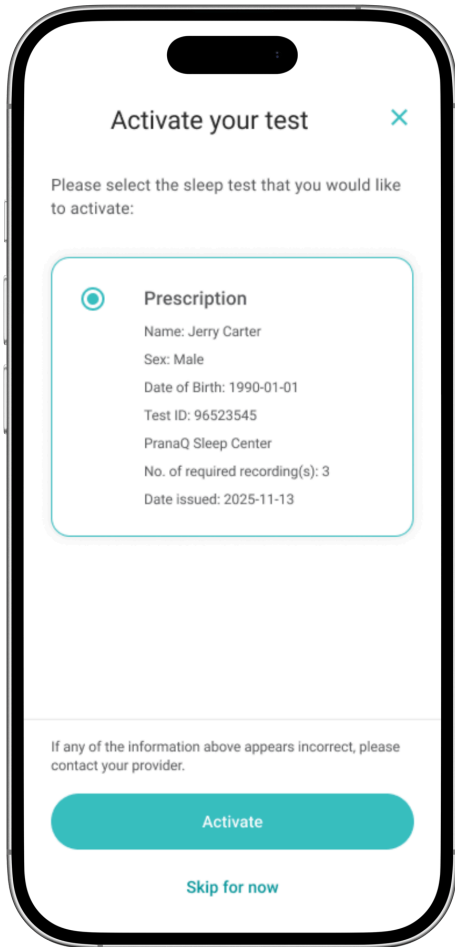 Activate your test
Please select the sleep test that you would like
to activate:
Prescription
Name: Jerry Carter
Sex: Male
Date of Birth: 1990-01-01
Test ID: 96523545
PranaQ Sleep Center
No. of required recording(s): 3
Date issued: 2025-11-13
If any of the information above appears incorrect, please
contact your provider.
Activate
Skip for now